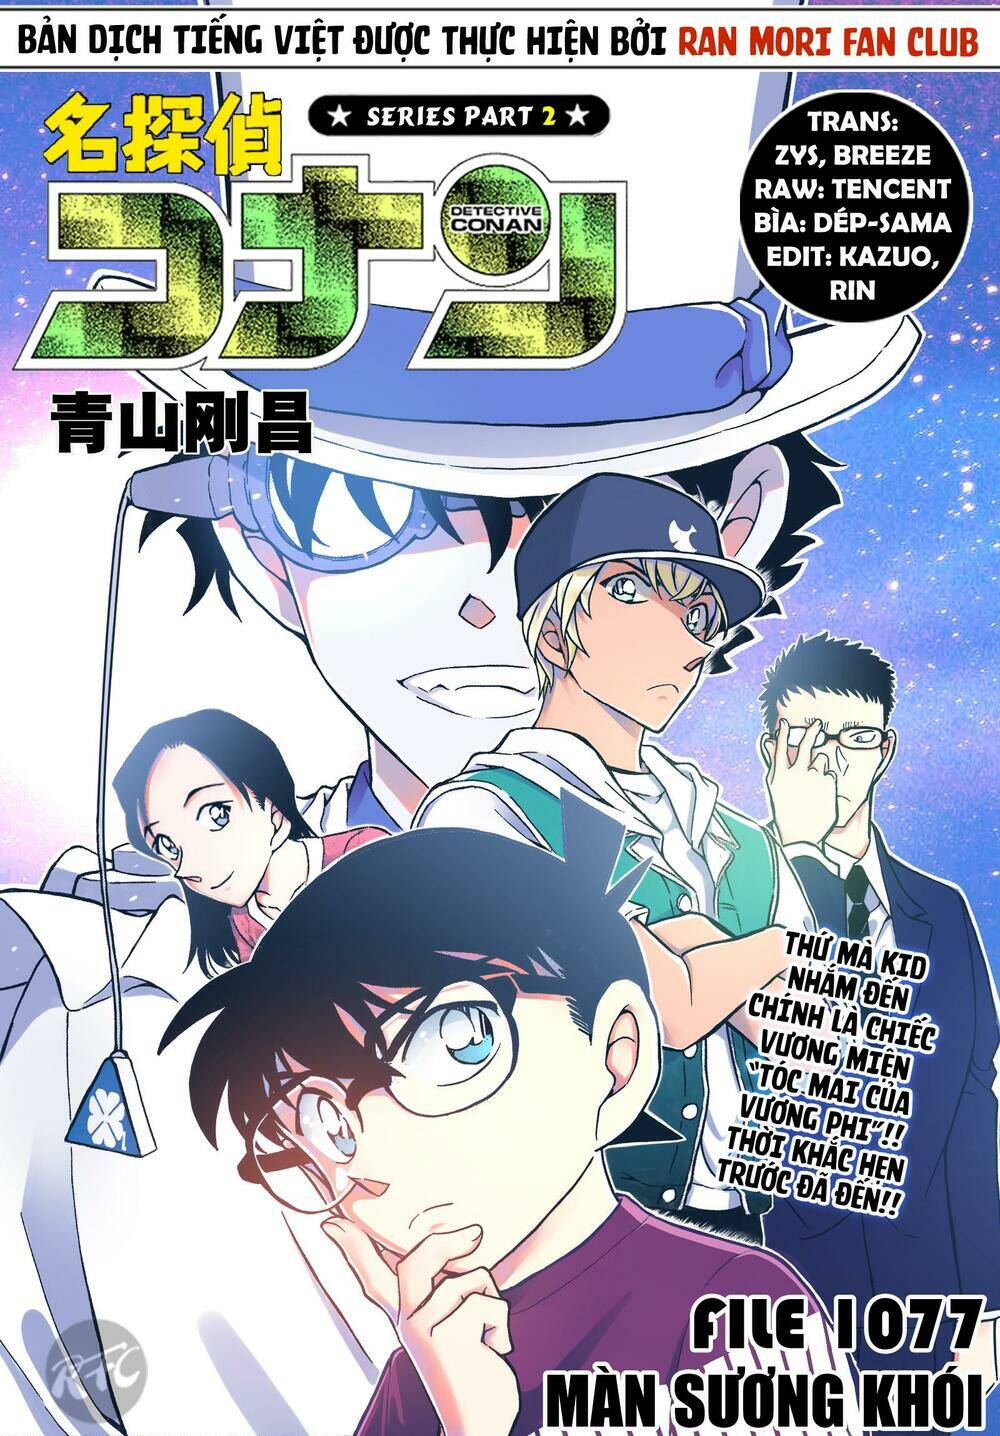 BẢN DỊCH TIẾNG VIỆT ĐƯỢC THỰC HIỆN BỞI RAN MORI FAN CLUB
★ SERIES PART 2 ★
名探偵
コナン
DETECTIVE
CONAN
青山剛昌
TRANS:
ZYS, BREEZE
RAW: TENCENT
BÌA: DÉP-SAMA
EDIT: KAZUO,
RIN
THỨ MÀ KID
NHẮM ĐẾN
CHÍNH LÀ CHIẾC
VƯƠNG MIỆN
"TÓC MAI CỦA
VƯƠNG PHI"!!
THỜI KHẮC HẸN
TRƯỚC ĐÃ ĐẾN!!
FILE 1077
MÀN SƯƠNG KHÓI
RFC